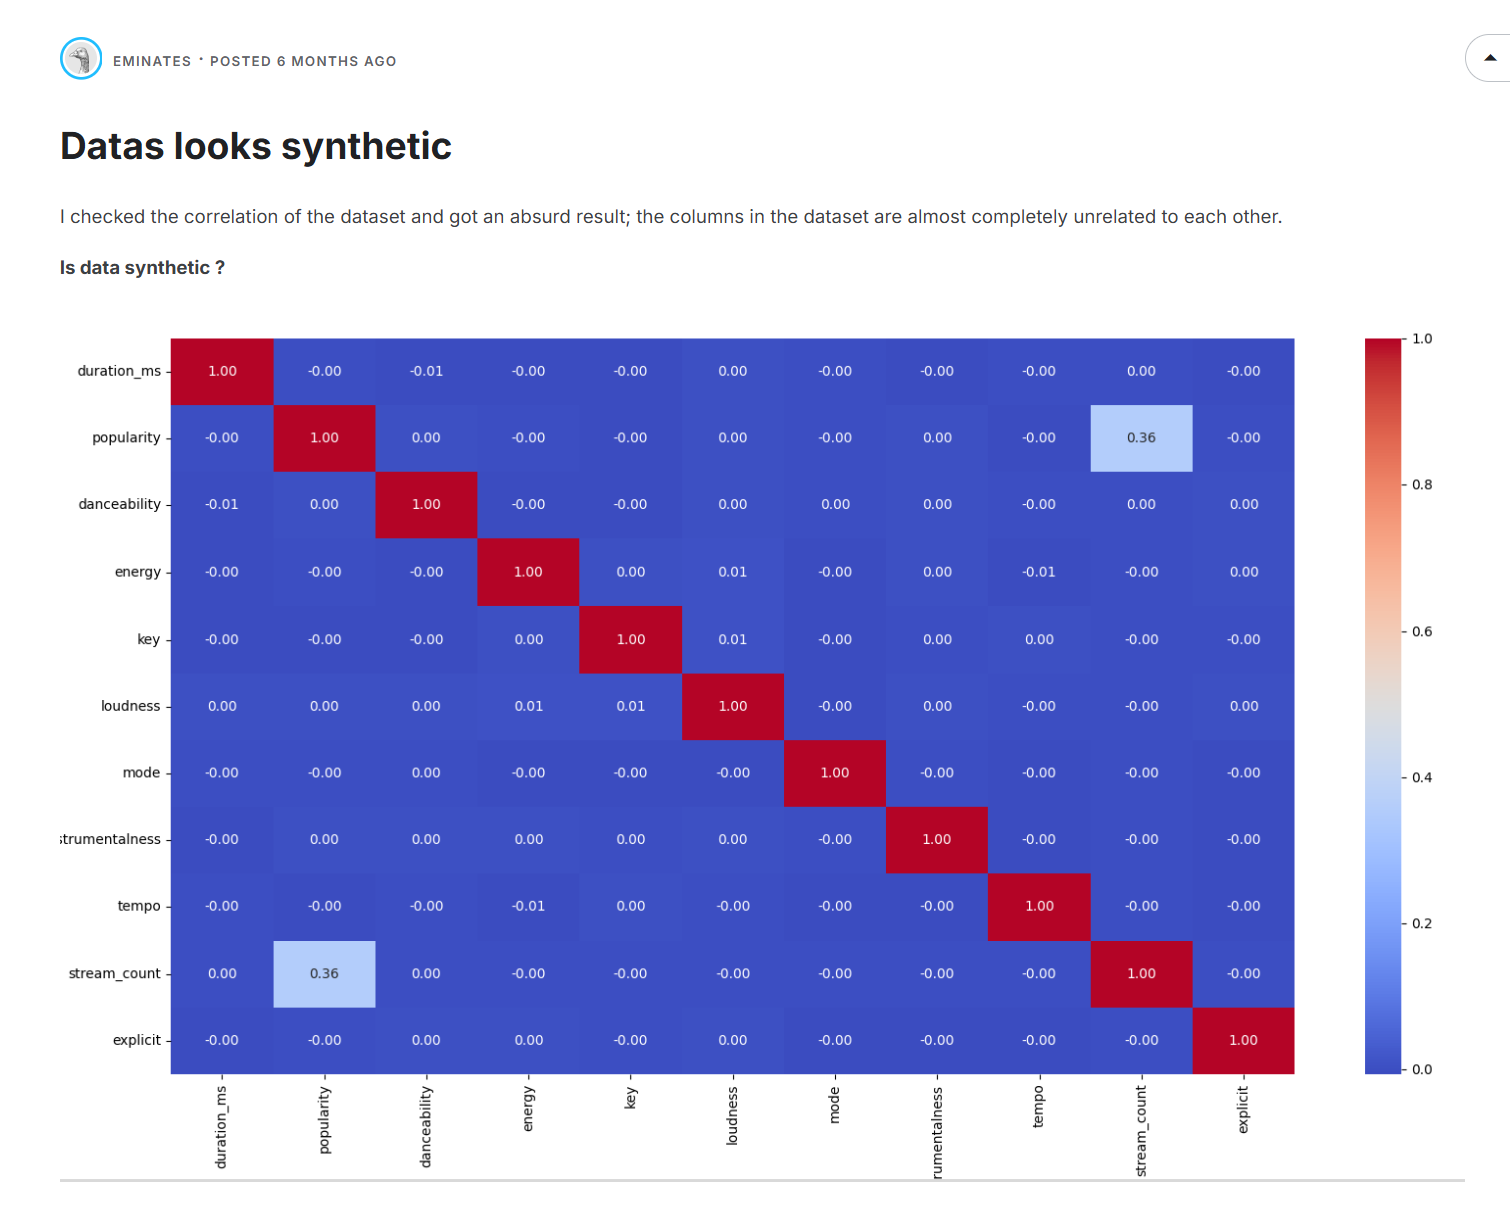 EMINATES · POSTED 6 MONTHS AGO
Datas looks synthetic
I checked the correlation of the dataset and got an absurd result; the columns in the dataset are almost completely unrelated to each other.
Is data synthetic ?
duration_ms 1.00 -0.00 -0.01 -0.00 -0.00 0.00 -0.00 -0.00 -0.00 0.00 -0.00
popularity -0.00 1.00 0.00 -0.00 -0.00 0.00 -0.00 0.00 -0.00 0.36 -0.00
danceability -0.01 0.00 1.00 -0.00 -0.00 0.00 0.00 0.00 -0.00 0.00 0.00
energy -0.00 -0.00 -0.00 1.00 0.00 0.01 -0.00 0.00 -0.01 -0.00 0.00
key -0.00 -0.00 -0.00 0.00 1.00 0.01 -0.00 0.00 0.00 -0.00 -0.00
loudness 0.00 0.00 0.00 0.01 0.01 1.00 -0.00 0.00 -0.00 -0.00 0.00
mode -0.00 -0.00 0.00 -0.00 -0.00 -0.00 1.00 -0.00 -0.00 -0.00 -0.00
strumentalness -0.00 0.00 0.00 0.00 0.00 0.00 -0.00 1.00 -0.00 -0.00 -0.00
tempo -0.00 -0.00 -0.00 -0.01 0.00 -0.00 -0.00 -0.00 1.00 -0.00 -0.00
stream_count 0.00 0.36 0.00 -0.00 -0.00 -0.00 -0.00 -0.00 -0.00 1.00 -0.00
explicit -0.00 -0.00 0.00 0.00 -0.00 0.00 -0.00 -0.00 -0.00 -0.00 1.00
duration_ms
popularity
danceability
energy
key
loudness
mode
rumentalness
tempo
stream_count
explicit
1.0
0.8
0.6
0.4
0.2
0.0